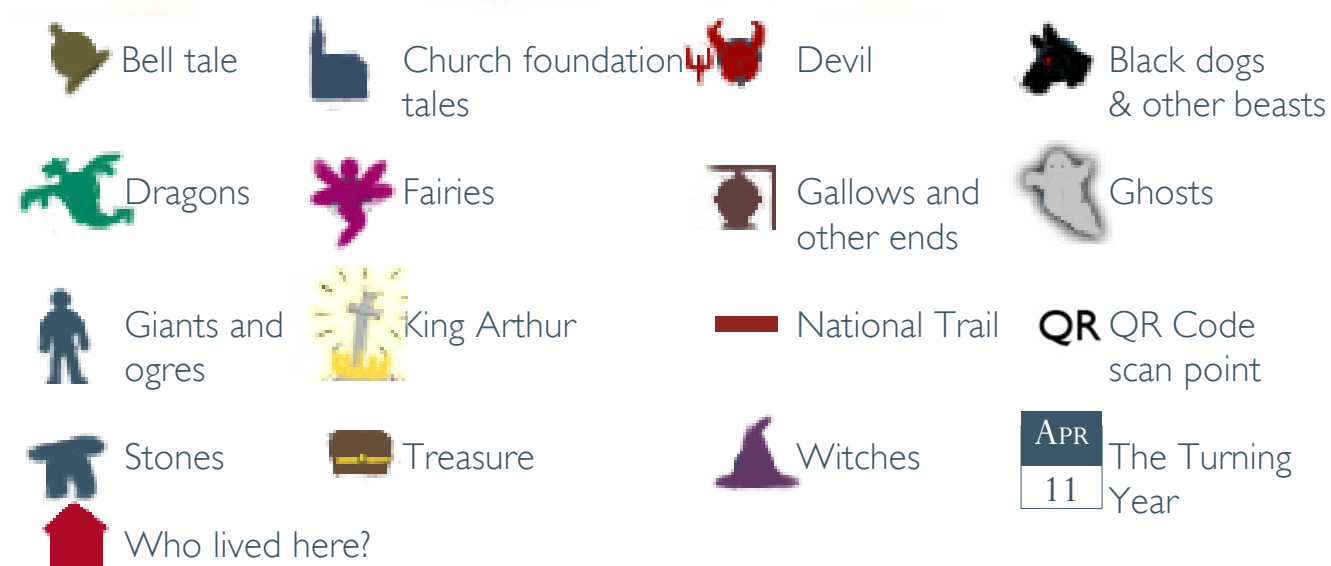 Bell tale
Church foundation
tales
Devil
Black dogs
& other beasts
Dragons
Fairies
Gallows and
other ends
Ghosts
Giants and
ogres
King Arthur
National Trail
QR QR Code
scan point
Stones
Treasure
Witches
APR
11
The Turning
Year
Who lived here?